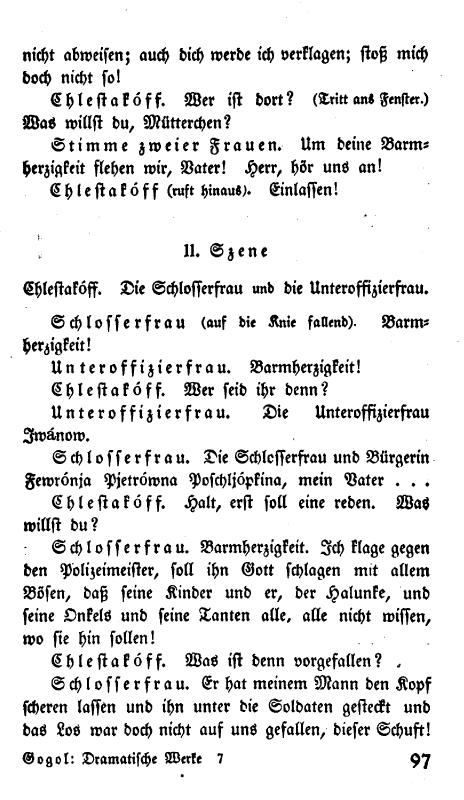 nicht abweisen; auch dich werde ich verklagen; stoß mich
doch nicht so!
Chlestakóff. Wer ist dort? (Tritt ans Fenster.)
Was willst du, Mütterchen?
Stimme zweier Frauen. Um deine Barm=
herzigkeit flehen wir, Vater! Herr, hör uns an!
Chlestakóff (ruft hinaus). Einlassen!
11. Szene
Chlestakóff. Die Schlosserfrau und die Unteroffizierfrau.
Schlosserfrau (auf die Knie fallend). Barm=
herzigkeit!
Unteroffizierfrau. Barmherzigkeit!
Chlestakóff. Wer seid ihr denn?
Unteroffizierfrau. Die Unteroffizierfrau
Iwánow.
Schlosserfrau. Die Schlosserfrau und Bürgerin
Fewrónja Pjetrówna Poschljópkina, mein Vater . . .
Chlestakóff. Halt, erst soll eine reden. Was
willst du?
Schlosserfrau. Barmherzigkeit. Ich klage gegen
den Polizeimeister, soll ihn Gott schlagen mit allem
Bösen, daß seine Kinder und er, der Halunke, und
seine Onkels und seine Tanten alle, alle nicht wissen,
wo sie hin sollen!
Chlestakóff. Was ist denn vorgefallen?
Schlosserfrau. Er hat meinem Mann den Kopf
scheren lassen und ihn unter die Soldaten gesteckt und
das Los war doch nicht auf uns gefallen, dieser Schuft!
Gogol: Dramatische Werke 7
97